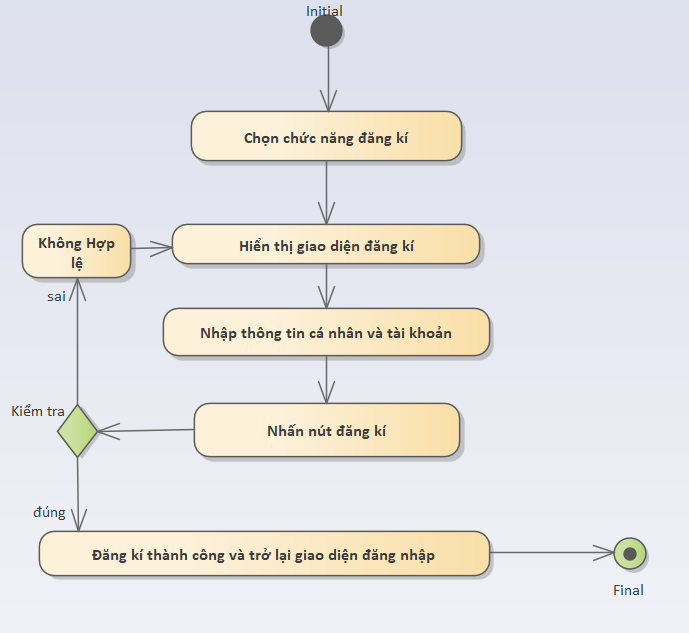 Initial
Chọn chức năng đăng kí
Không Hợp
lệ
Hiển thị giao diện đăng kí
sai
Nhập thông tin cá nhân và tài khoản
Kiểm tra
Nhấn nút đăng kí
đúng
Đăng kí thành công và trở lại giao diện đăng nhập
Final